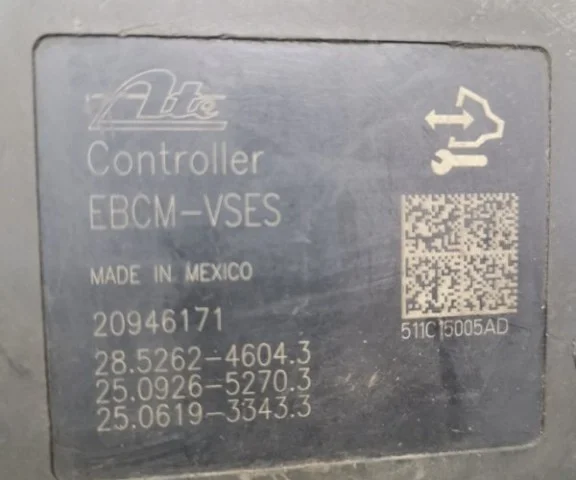 Ate
Controller
EBCM-VSES
MADE IN MEXICO
20946171
28.5262-4604.3
25.0926-5270.3
25.0619-3343.3
511C15005AD